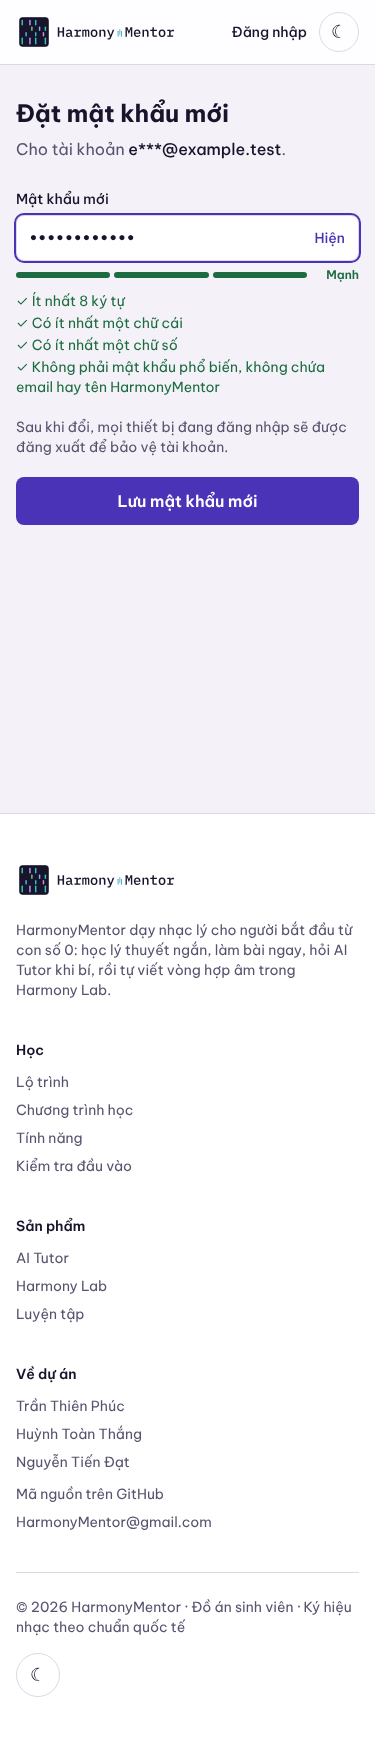 Harmony Mentor
Đăng nhập
Đặt mật khẩu mới
Cho tài khoản e***@example.test.
Mật khẩu mới
••••••••••••
Hiện
Mạnh
✓ Ít nhất 8 ký tự
✓ Có ít nhất một chữ cái
✓ Có ít nhất một chữ số
✓ Không phải mật khẩu phổ biến, không chứa
email hay tên HarmonyMentor
Sau khi đổi, mọi thiết bị đang đăng nhập sẽ được
đăng xuất để bảo vệ tài khoản.
Lưu mật khẩu mới
Harmony Mentor
HarmonyMentor dạy nhạc lý cho người bắt đầu từ
con số 0: học lý thuyết ngắn, làm bài ngay, hỏi AI
Tutor khi bí, rồi tự viết vòng hợp âm trong
Harmony Lab.
Học
Lộ trình
Chương trình học
Tính năng
Kiểm tra đầu vào
Sản phẩm
AI Tutor
Harmony Lab
Luyện tập
Về dự án
Trần Thiên Phúc
Huỳnh Toàn Thắng
Nguyễn Tiến Đạt
Mã nguồn trên GitHub
HarmonyMentor@gmail.com
© 2026 HarmonyMentor · Đồ án sinh viên · Ký hiệu
nhạc theo chuẩn quốc tế